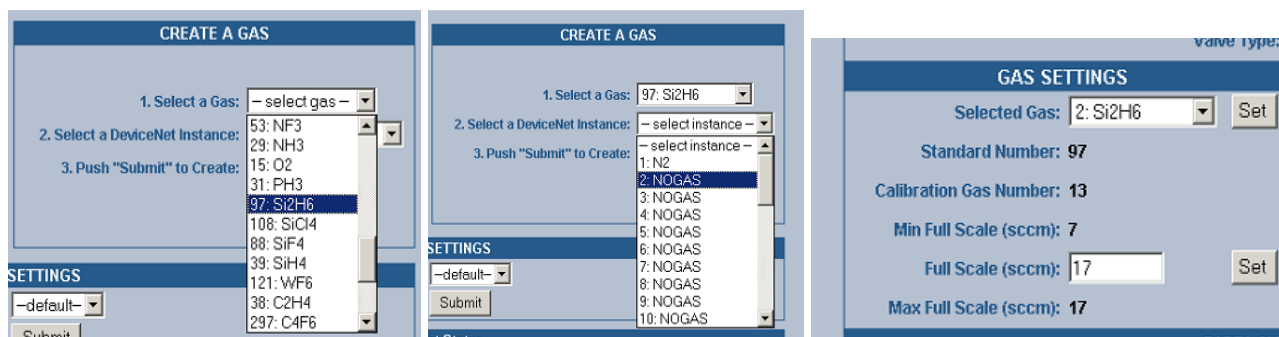 CREATE A GAS
1. Select a Gas: – select gas –
2. Select a DeviceNet Instance:
3. Push "Submit" to Create:
53: NF3
29: NH3
15: O2
31: PH3
97: Si2H6
108: SiCl4
88: SiF4
39: SiH4
121: WF6
38: C2H4
297: C4F6
SETTINGS
–default–
Submit
CREATE A GAS
1. Select a Gas: 97: Si2H6
2. Select a DeviceNet Instance: – select instance –
3. Push "Submit" to Create:
– select instance –
1: N2
2: NOGAS
3: NOGAS
4: NOGAS
5: NOGAS
6: NOGAS
7: NOGAS
8: NOGAS
9: NOGAS
10: NOGAS
SETTINGS
–default–
Submit
Valve Type:
GAS SETTINGS
Selected Gas: 2: Si2H6 Set
Standard Number: 97
Calibration Gas Number: 13
Min Full Scale (sccm): 7
Full Scale (sccm): 17 Set
Max Full Scale (sccm): 17